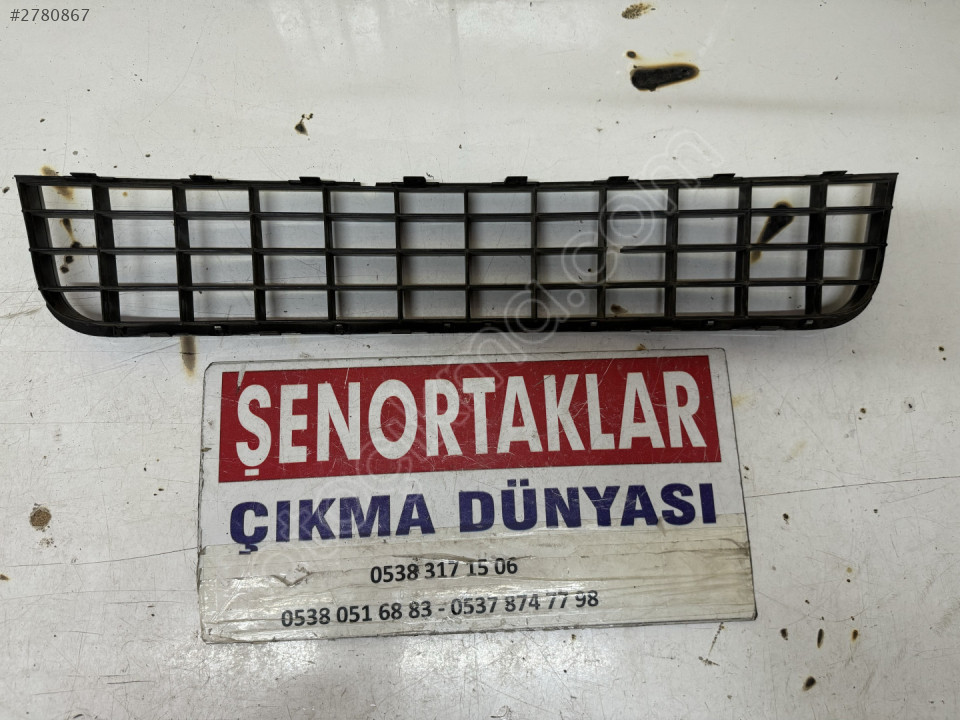 #2780867
ŞENORTAKLAR
ÇIKMA DÜNYASI
0538 317 15 06
0538 051 68 83 - 0537 874 77 98